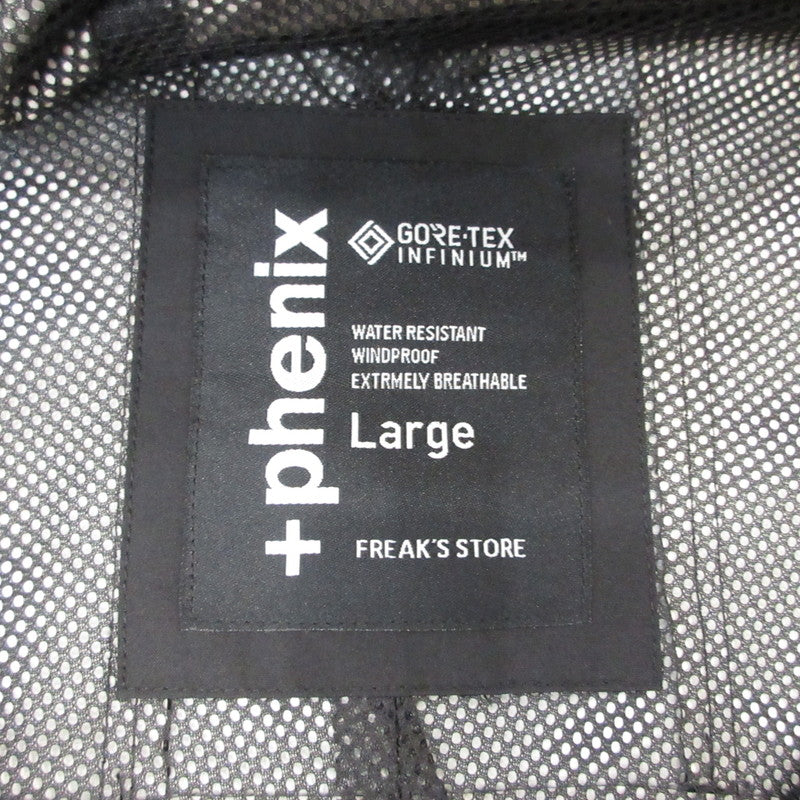 +phenix
GORE-TEX
INFINIUM™
WATER RESISTANT
WINDPROOF
EXTRMELY BREATHABLE
Large
FREAK'S STORE